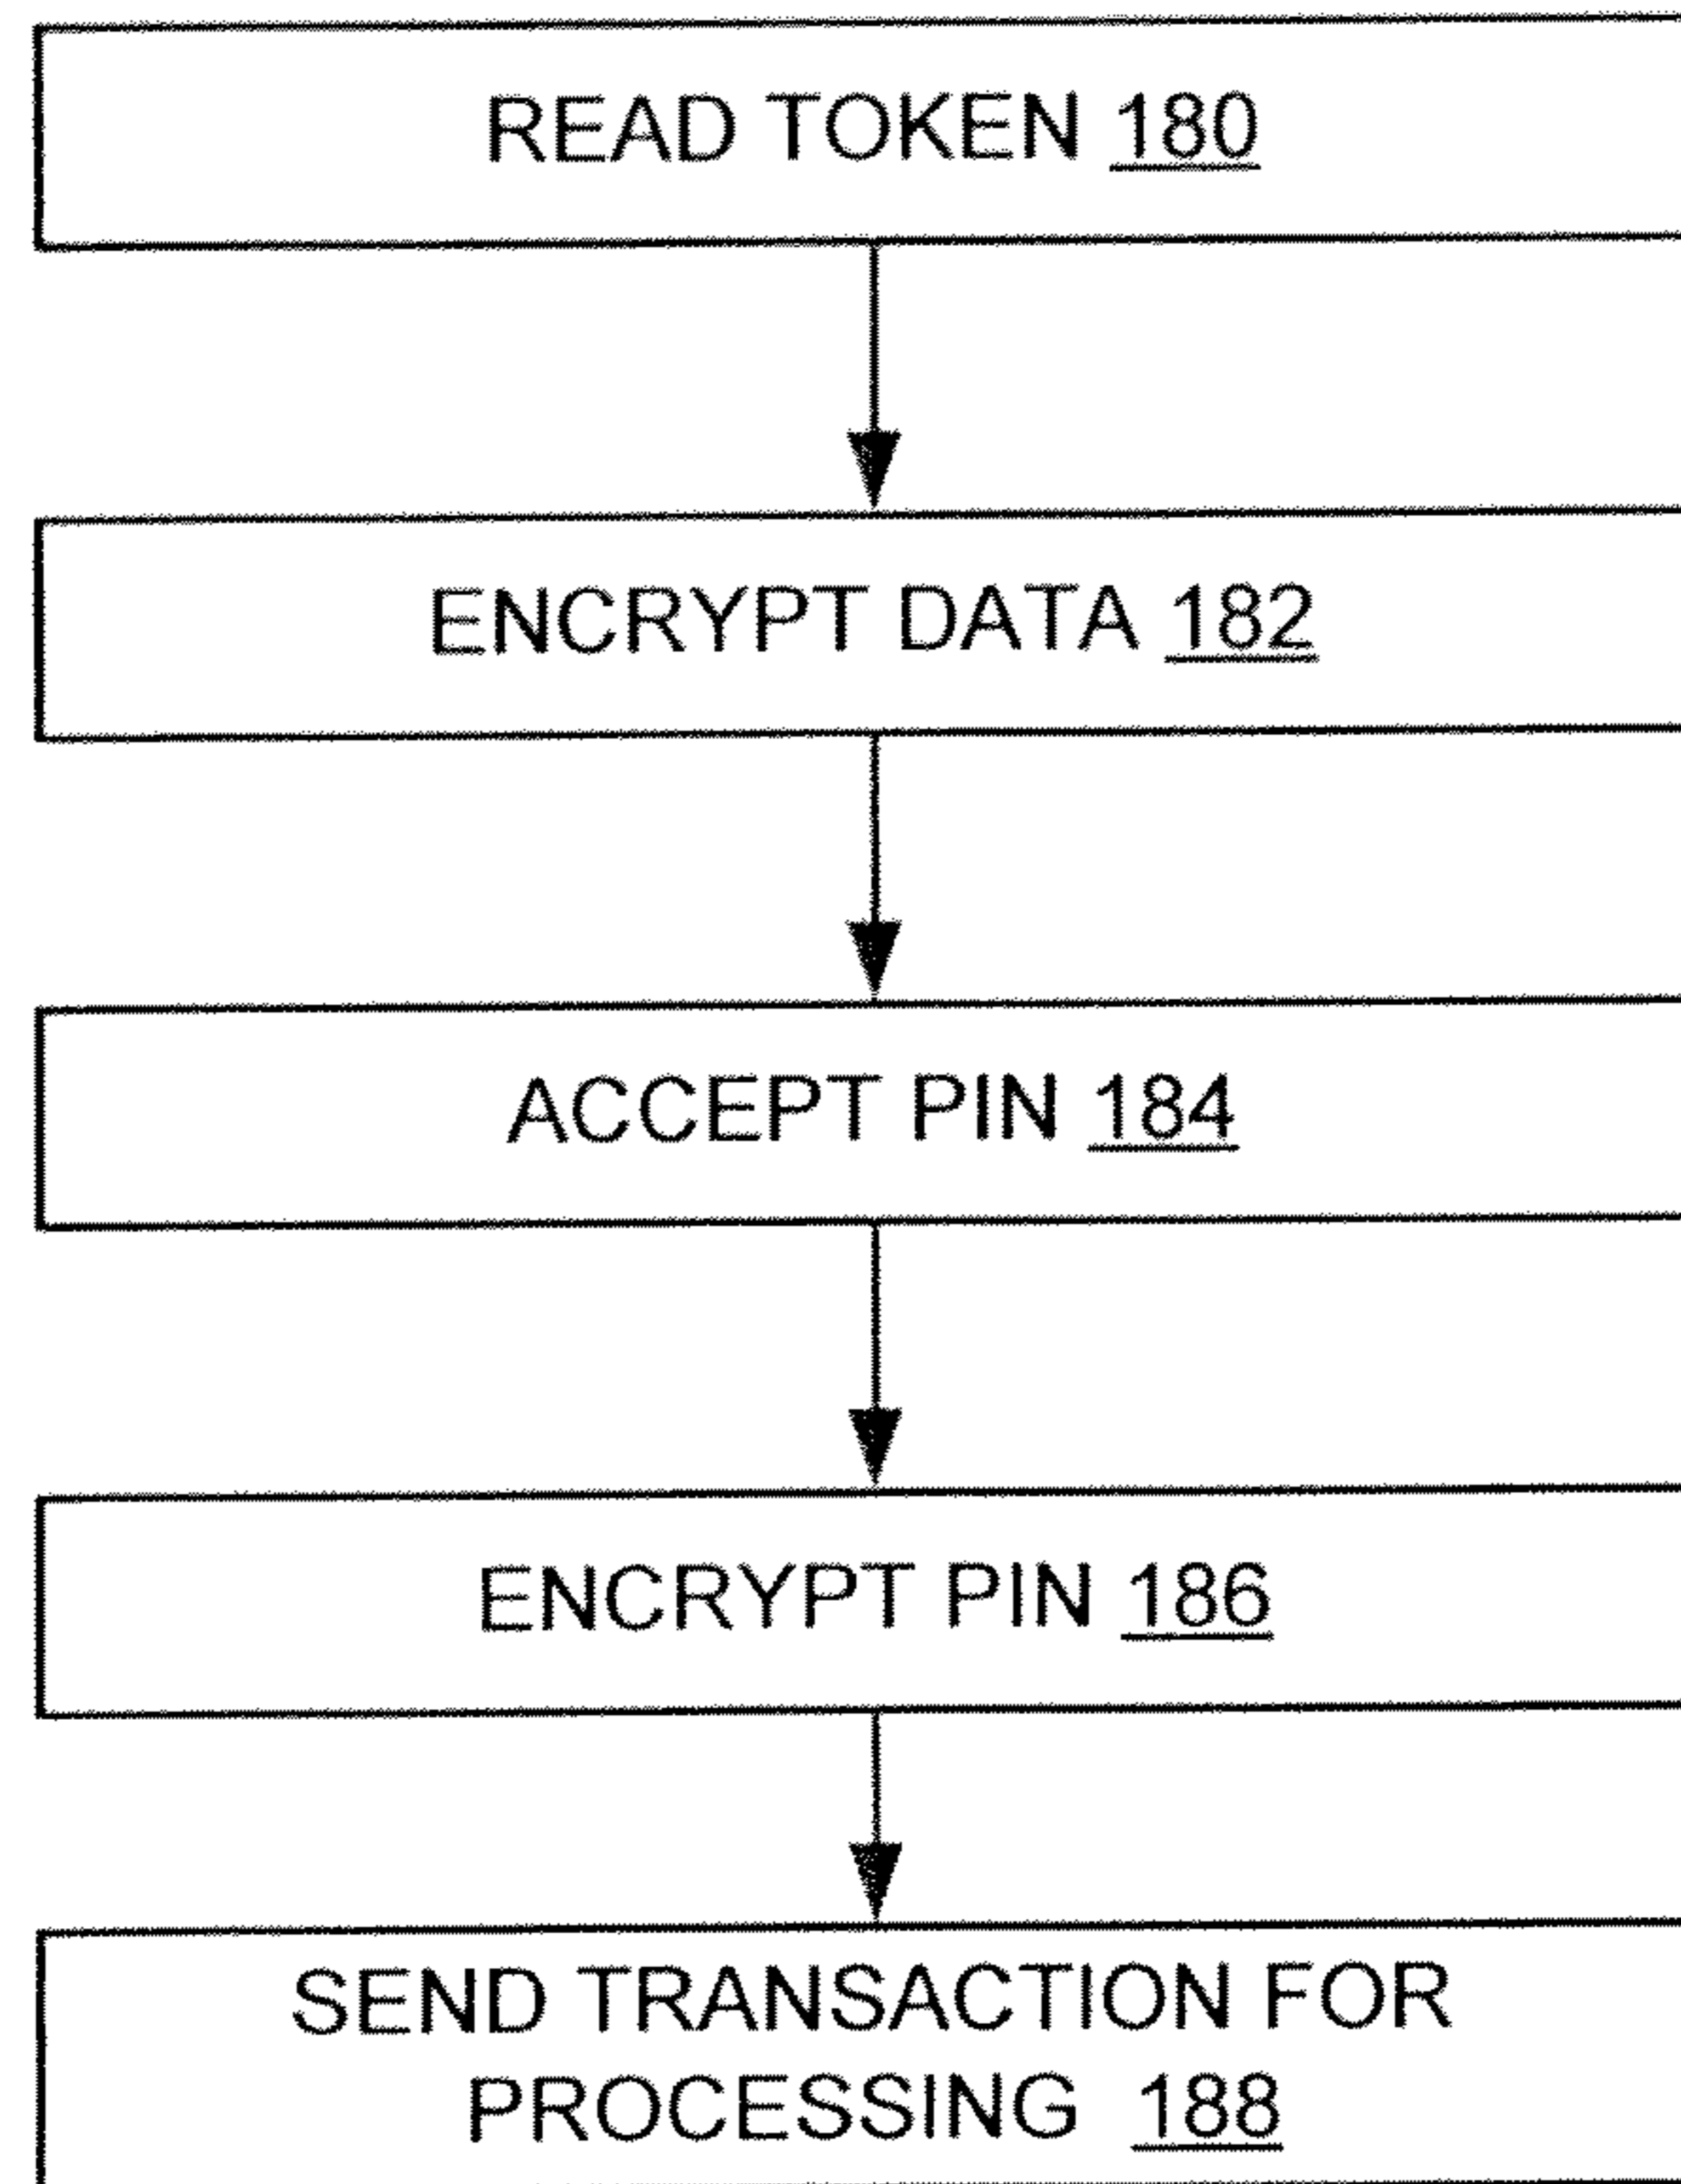 READ TOKEN 180
ENCRYPT DATA 182
ACCEPT PIN 184
ENCRYPT PIN 186
SEND TRANSACTION FOR
PROCESSING 188